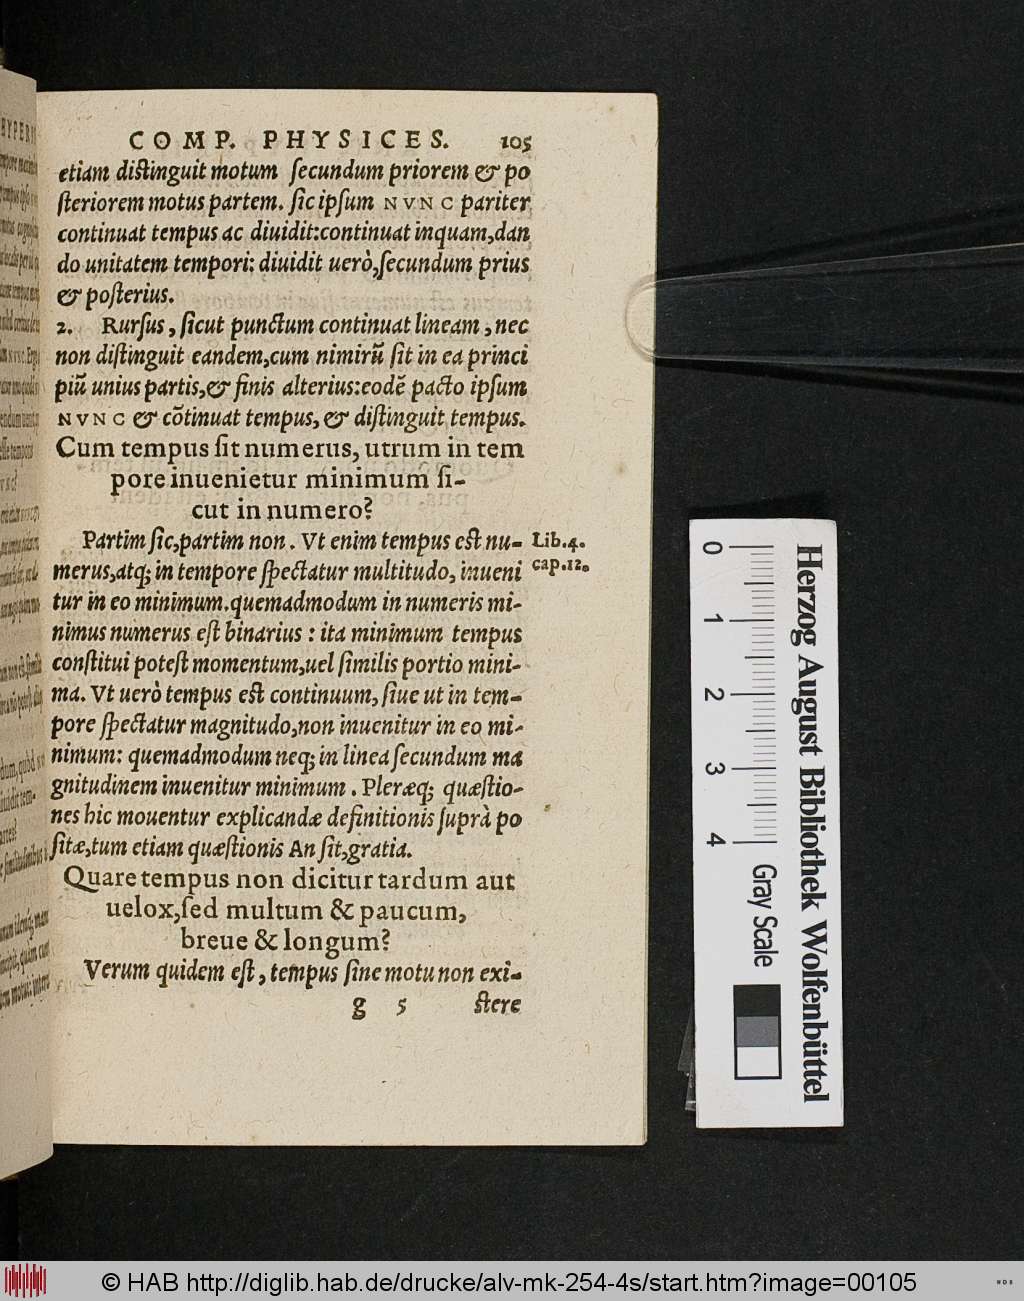 COMP. PHYSICES. 105
etiam distinguit motum secundum priorem & po
ſteriorem motus partem. ſic ipſum NVNC pariter
continuat tempus ac diuidit:continuat inquam,dan
do unitatem tempori: diuidit uerò,ſecundum prius
& poſterius.
2. Rurſus, ſicut punctum continuat lineam, nec
non diſtinguit eandem,cum nimirū ſit in ea princi
piū unius partis,& finis alterius:eodē pacto ipſum
NVNC & cōtinuat tempus, & diſtinguit tempus.
Cum tempus ſit numerus, utrum in tem
pore inuenietur minimum ſi-
cut in numero?
Partim ſic,partim non. Vt enim tempus eſt nu-
Lib.4.
merus,atq; in tempore ſpectatur multitudo, inueni
cap.12.
tur in eo minimum.quemadmodum in numeris mi-
nimus numerus eſt binarius : ita minimum tempus
conſtitui poteſt momentum,uel ſimilis portio mini-
ma. Vt uerò tempus eſt continuum, ſiue ut in tem-
pore ſpectatur magnitudo,non inuenitur in eo mi-
nimum: quemadmodum neq; in linea ſecundum ma
gnitudinem inuenitur minimum. Pleræq; quæſtio-
nes hic mouentur explicandæ definitionis ſuprà po
ſitæ,tum etiam quæſtionis An ſit,gratia.
Quare tempus non dicitur tardum aut
uelox,ſed multum & paucum,
breue & longum?
Verum quidem eſt, tempus ſine motu non exi-
g 5 ſtere
0 1 2 3 4
Gray Scale
Herzog August Bibliothek Wolfenbüttel
© HAB http://diglib.hab.de/drucke/alv-mk-254-4s/start.htm?image=00105